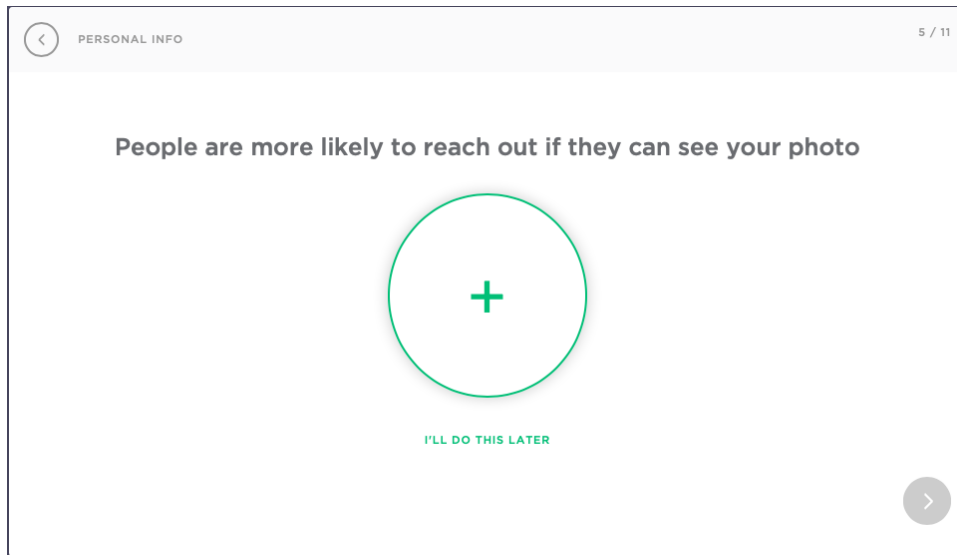 PERSONAL INFO
5 / 11
People are more likely to reach out if they can see your photo
+
I'LL DO THIS LATER